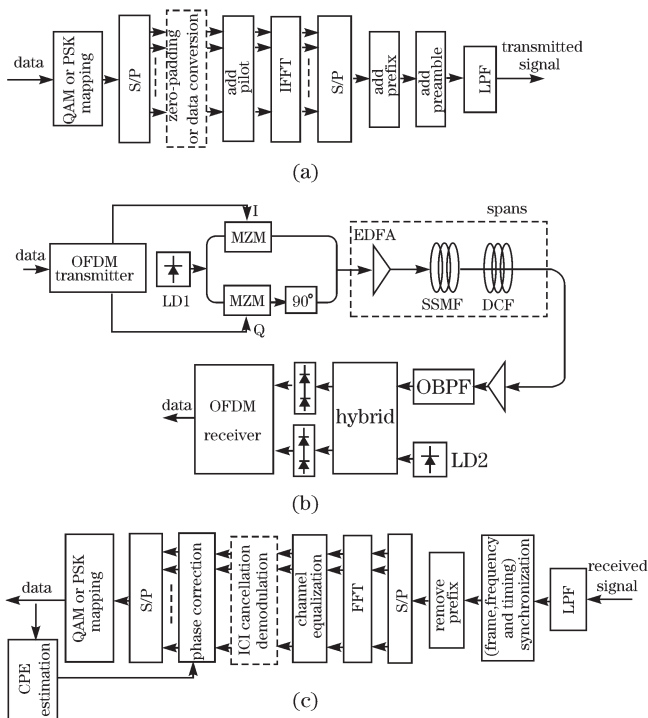 data
QAM or PSK
mapping
S/P
zero-padding
or data conversion
add
pilot
IFFT
S/P
add
prefix
add
preamble
LPF
transmitted
signal
(a)
data
OFDM
transmitter
LD1
I
MZM
MZM
90°
Q
spans
EDFA
SSMF
DCF
data
OFDM
receiver
hybrid
OBPF
LD2
(b)
data
QAM or PSK
mapping
S/P
phase correction
ICI cancellation
demodulation
channel
equalization
FFT
S/P
remove
prefix
(frame,frequency
and timing)
synchronization
LPF
received
signal
CPE
estimation
(c)